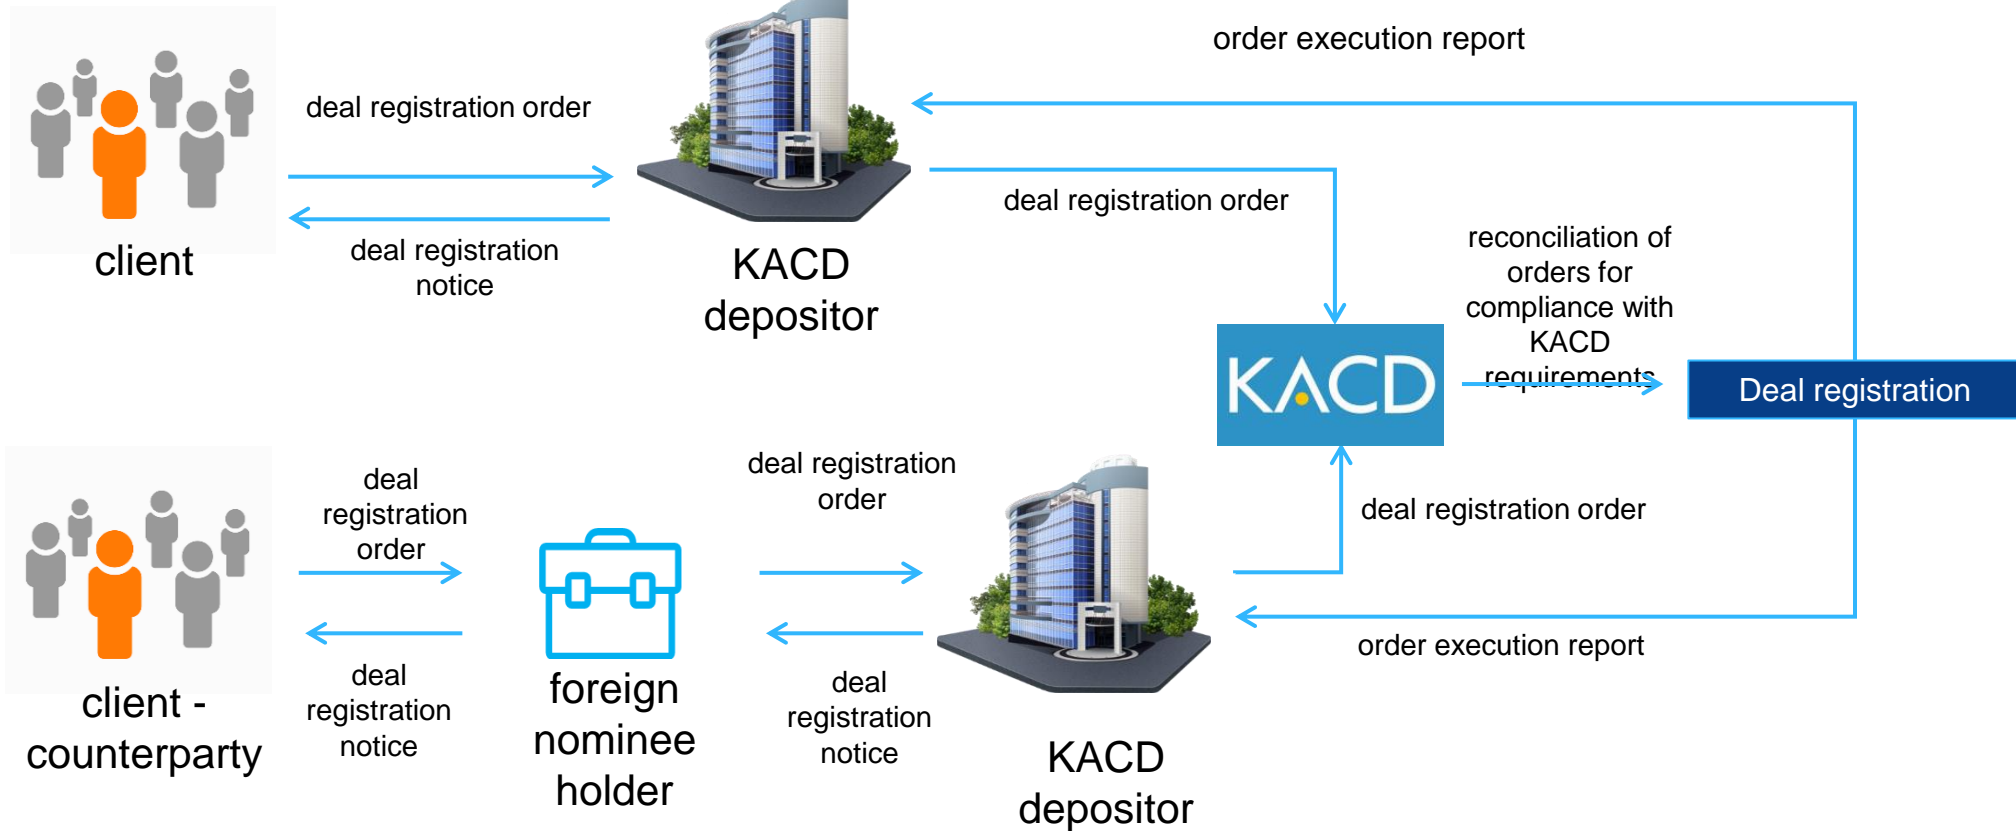 order execution report
deal registration order
deal registration order
deal registration
notice
client
KACD
depositor
reconciliation of
orders for
compliance with
KACD
requirements
KACD
Deal registration
deal
registration
order
deal registration
order
deal registration order
order execution report
deal
registration
notice
deal
registration
notice
client -
counterparty
foreign
nominee
holder
KACD
depositor